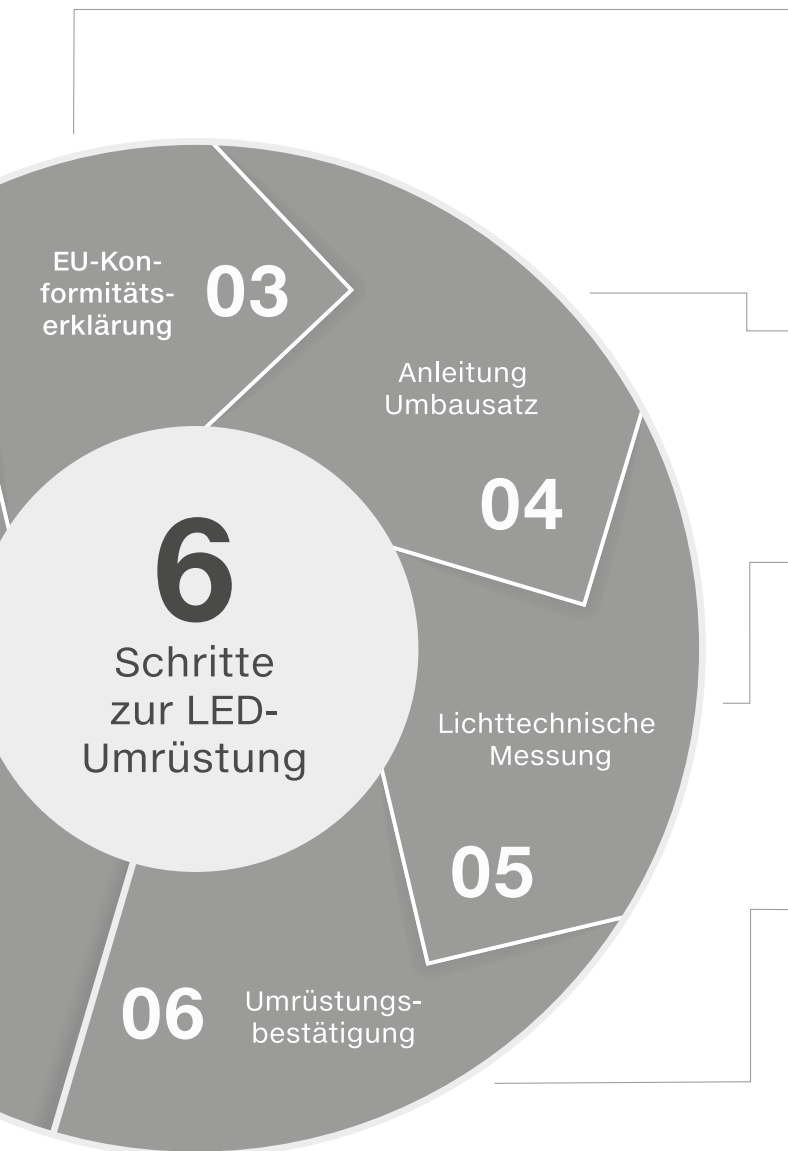 EU-Kon-
formitäts-
erklärung
03
Anleitung
Umbausatz
04
6
Schritte
zur LED-
Umrüstung
Lichttechnische
Messung
05
06
Umrüstungs-
bestätigung